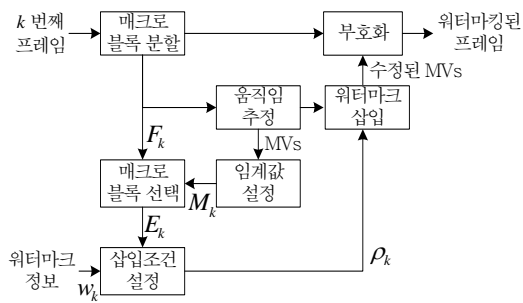 k 번째
프레임
매크로
블록 분할
부호화
워터마킹된
프레임
수정된 MVs
움직임
추정
워터마크
삽입
F_k
MVs
매크로
블록 선택
M_k
임계값
설정
E_k
워터마크
정보
w_k
삽입조건
설정
ρ_k